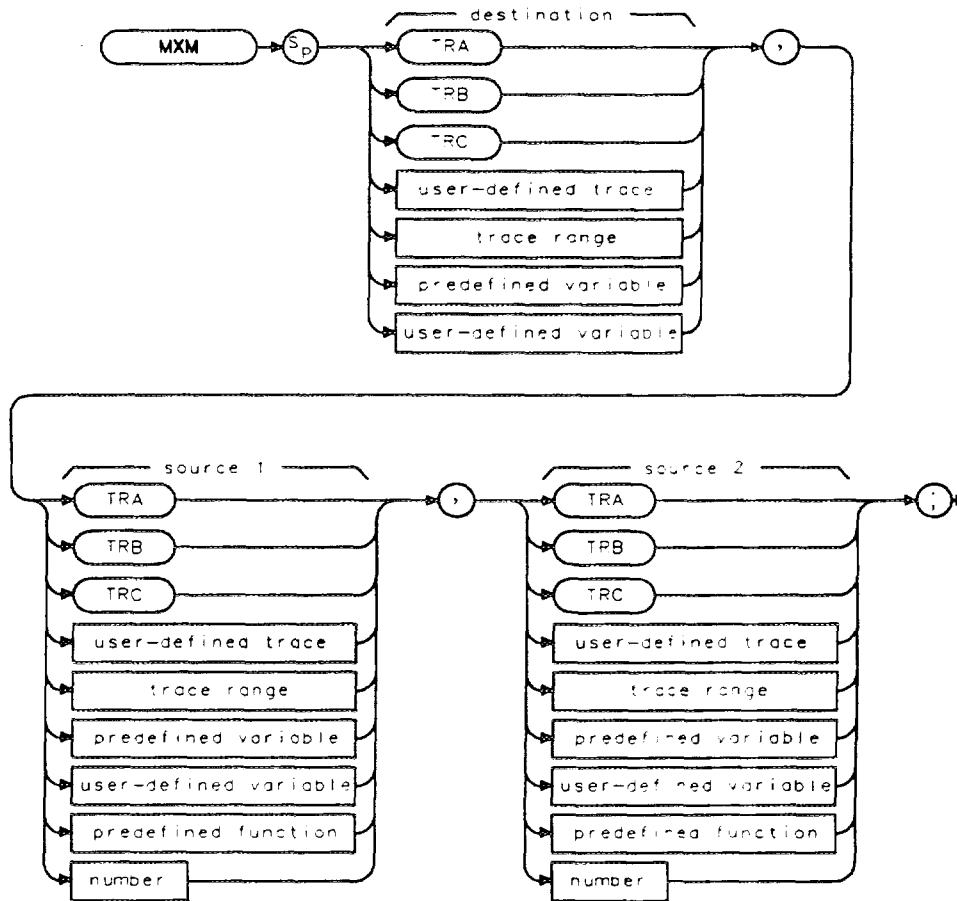 destination
MXM Sp TRA ,
TRB
TRC
user-defined trace
trace range
predefined variable
user-defined variable
source 1
TRA ,
TRB
TRC
user-defined trace
trace range
predefined variable
user-defined variable
predefined function
number
source 2
TRA ;
TRB
TRC
user-defined trace
trace range
predefined variable
user-defined variable
predefined function
number